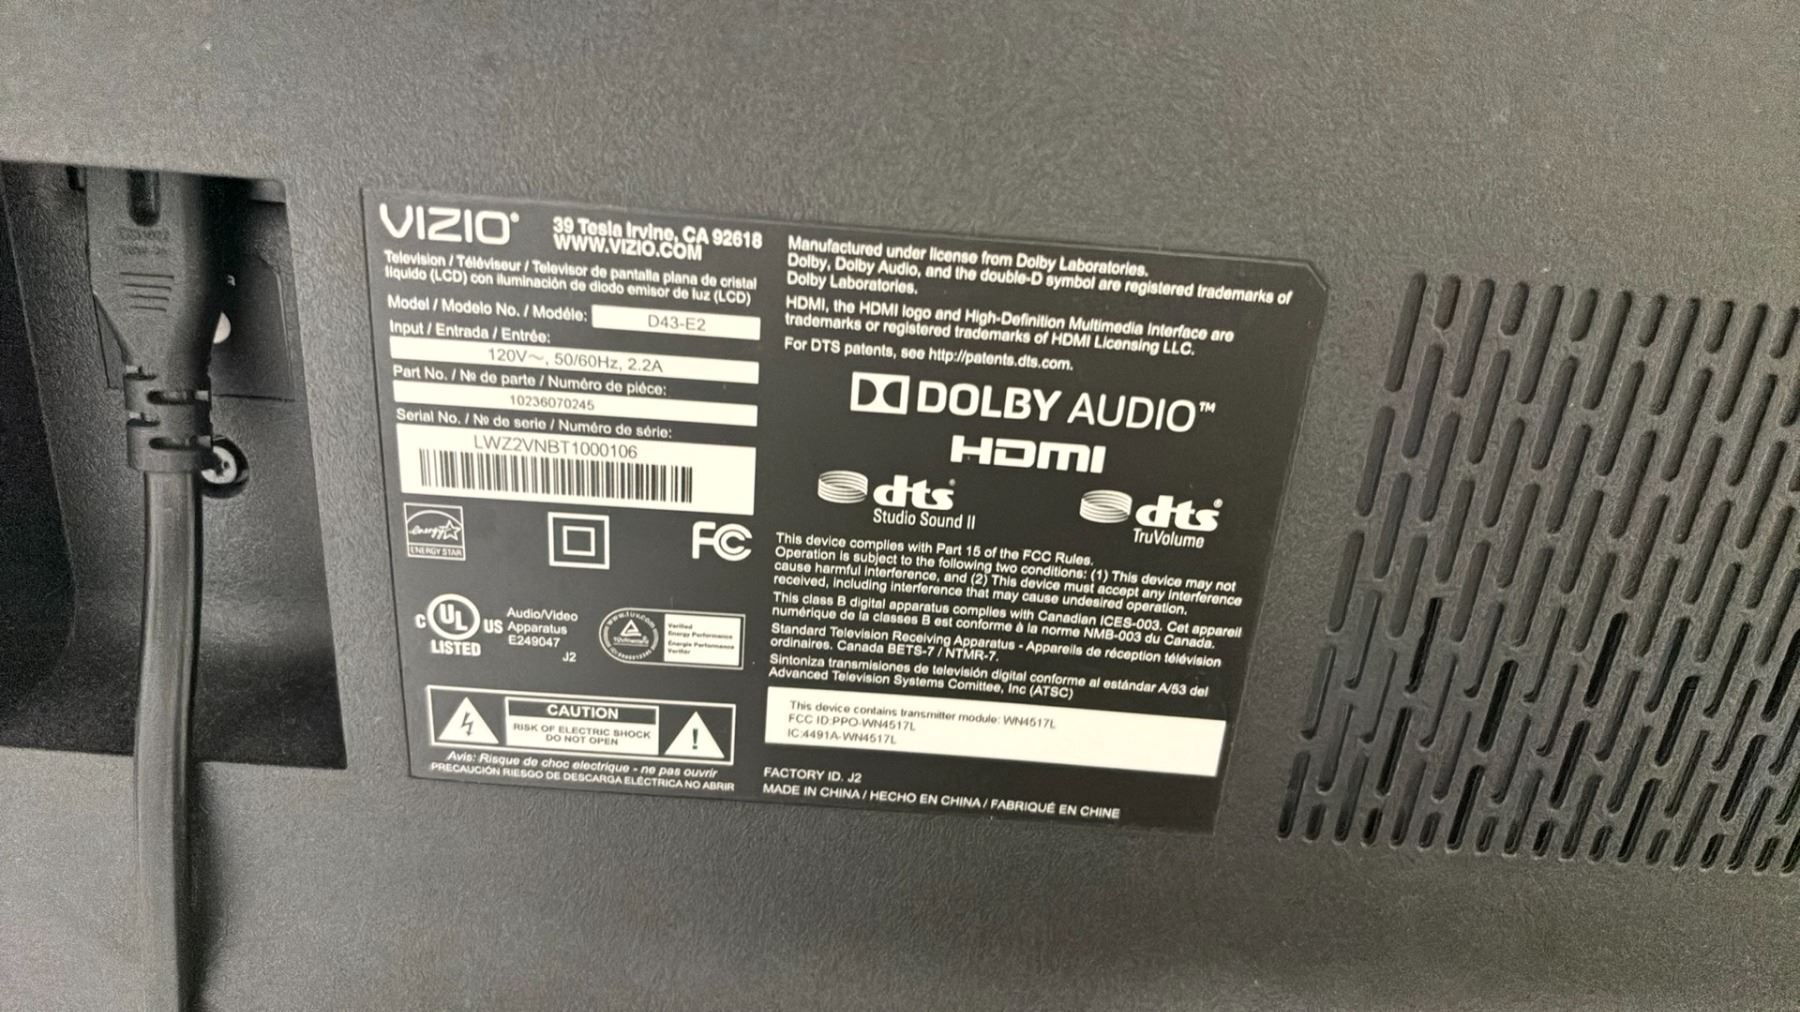 VIZIO
39 Tesla Irvine, CA 92618
WWW.VIZIO.COM
Television / Téléviseur / Televisor de pantalla plana de cristal
líquido (LCD) con iluminación de diodo emisor de luz (LCD)
Model / Modelo No. / Modéle: D43-E2
Input / Entrada / Entrée:
120V~, 50/60Hz, 2.2A
Part No. / Nº de parte / Numéro de piéce:
10236070245
Serial No. / Nº de serie / Numéro de série:
LWZ2VNBT1000106
energy
ENERGY STAR
FC
C UL US
LISTED
Audio/Video
Apparatus
E249047
J2
Verified
Energy Performance
Énergie Performance
Verifiér
CAUTION
RISK OF ELECTRIC SHOCK
DO NOT OPEN
Avis: Risque de choc electrique - ne pas ouvrir
PRECAUCIÓN RIESGO DE DESCARGA ELÉCTRICA NO ABRIR
Manufactured under license from Dolby Laboratories.
Dolby, Dolby Audio, and the double-D symbol are registered trademarks of
Dolby Laboratories.
HDMI, the HDMI logo and High-Definition Multimedia Interface are
trademarks or registered trademarks of HDMI Licensing LLC.
For DTS patents, see http://patents.dts.com.
DOLBY AUDIO™
HDMI
dts
Studio Sound II
dts
TruVolume
This device complies with Part 15 of the FCC Rules.
Operation is subject to the following two conditions: (1) This device may not
cause harmful interference, and (2) This device must accept any interference
received, including interference that may cause undesired operation.
This class B digital apparatus complies with Canadian ICES-003. Cet appareil
numérique de la classes B est conforme à la norme NMB-003 du Canada.
Standard Television Receiving Apparatus - Appareils de réception télévision
ordinaires. Canada BETS-7 / NTMR-7.
Sintoniza transmisiones de televisión digital conforme al estándar A/53 del
Advanced Television Systems Comittee, Inc (ATSC)
This device contains transmitter module: WN4517L
FCC ID:PPO-WN4517L
IC:4491A-WN4517L
FACTORY ID. J2
MADE IN CHINA / HECHO EN CHINA / FABRIQUÉ EN CHINE